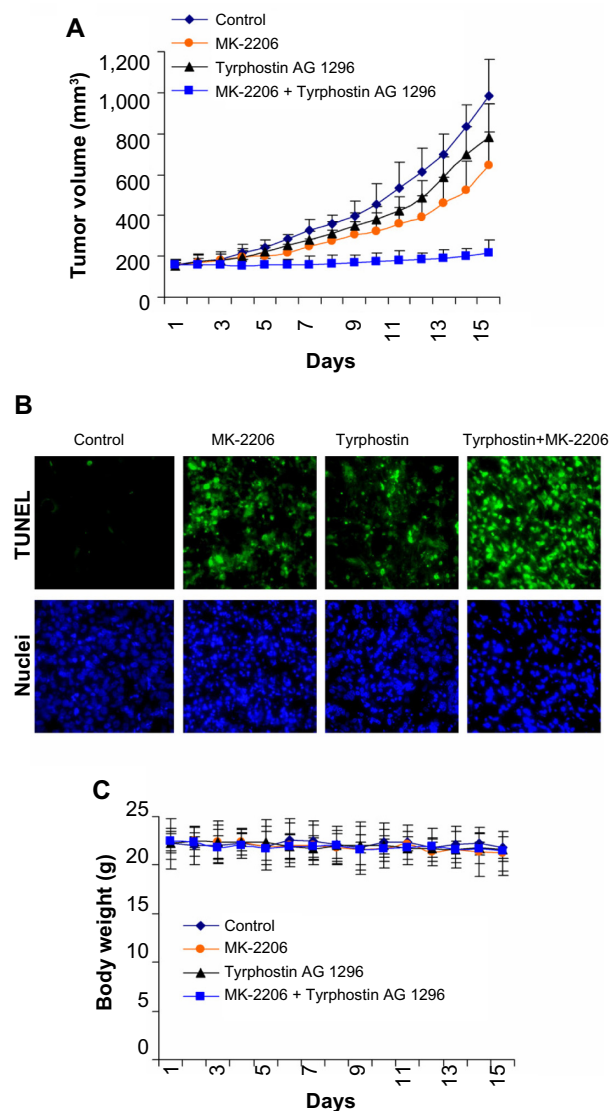 A
Control
MK-2206
Tyrphostin AG 1296
MK-2206 + Tyrphostin AG 1296
Tumor volume (mm³)
1,200
1,000
800
600
400
200
0
1 3 5 7 9 11 13 15
Days
B
Control MK-2206 Tyrphostin Tyrphostin+MK-2206
TUNEL
Nuclei
C
Body weight (g)
25
22
15
10
5
0
Control
MK-2206
Tyrphostin AG 1296
MK-2206 + Tyrphostin AG 1296
1 3 5 7 9 11 13 15
Days